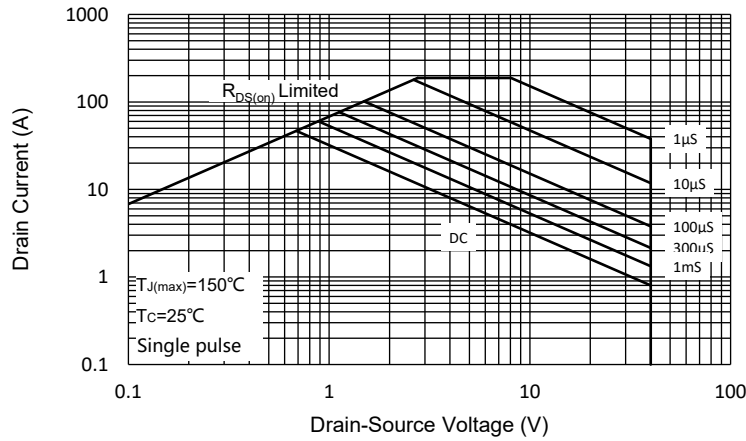 1000
100
10
1
0.1
Drain Current (A)
R_DS(on) Limited
1µS
10µS
100µS
300µS
1mS
DC
TJ(max)=150℃
TC=25℃
Single pulse
0.1
1
10
100
Drain-Source Voltage (V)